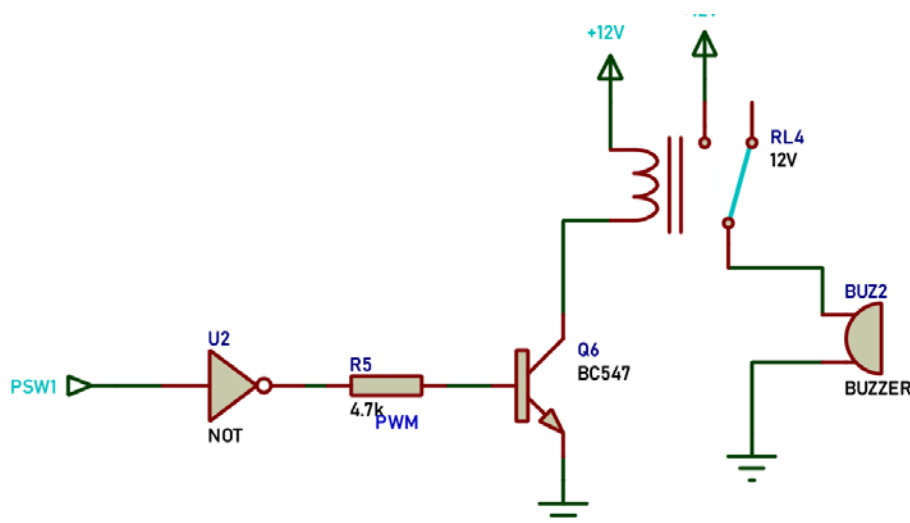 +12V
RL4
12V
BUZ2
BUZZER
U2
NOT
PSW1
R5
4.7k
PWM
Q6
BC547